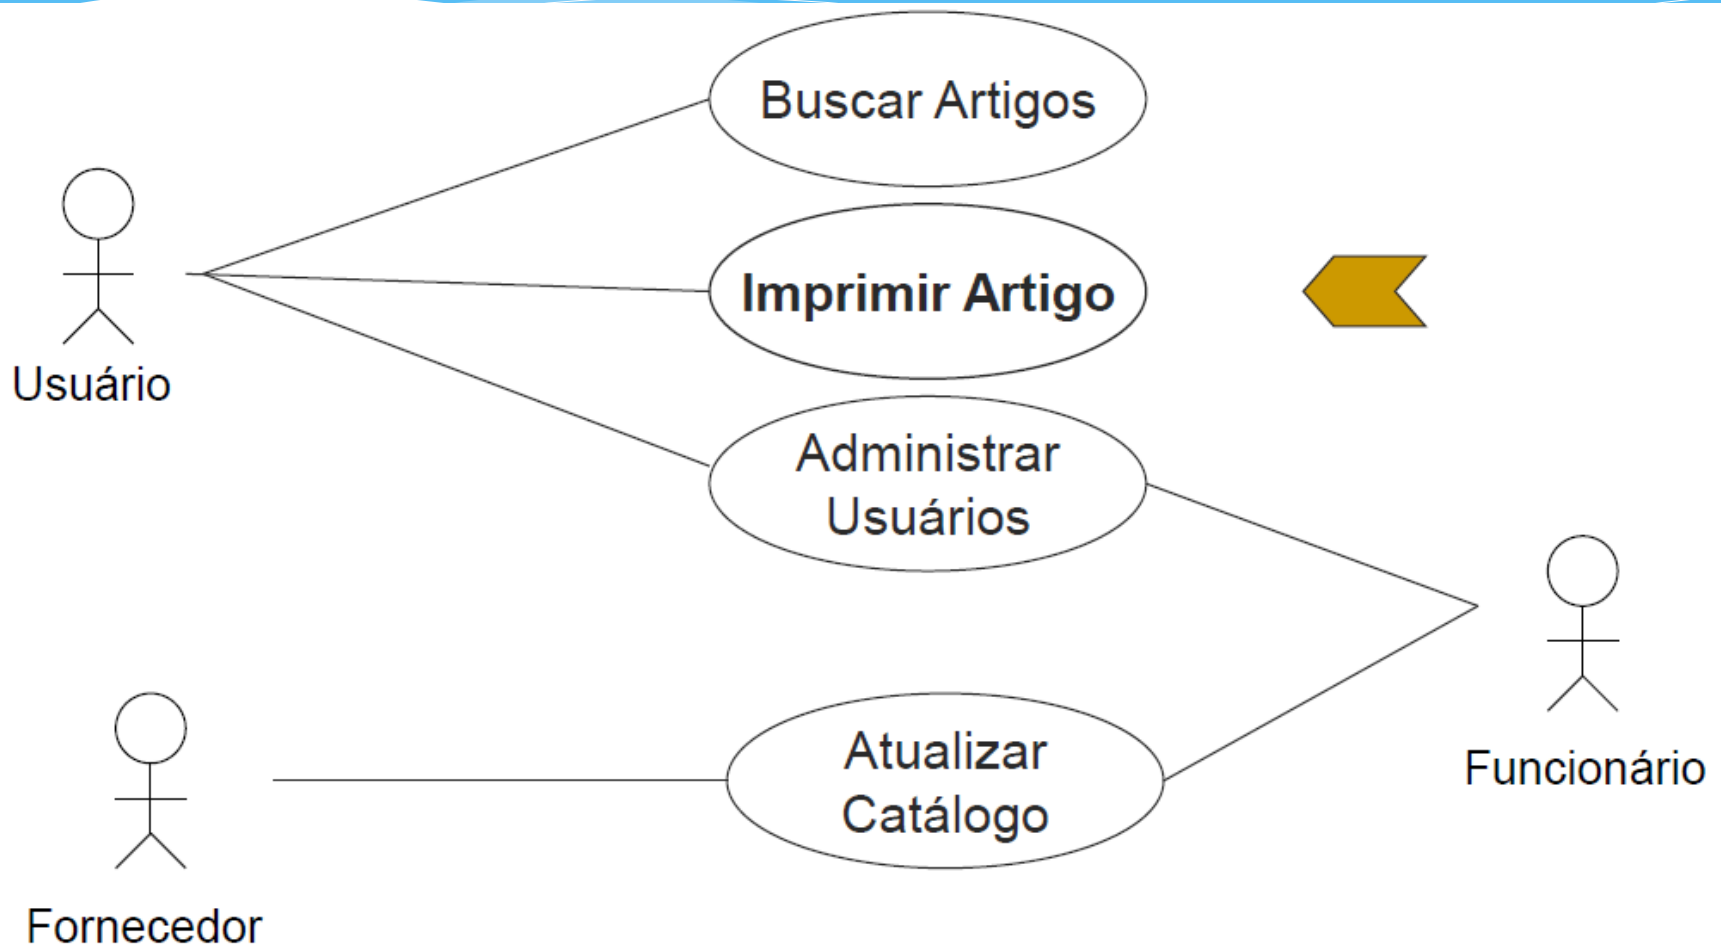 Buscar Artigos
Imprimir Artigo
Usuário
Administrar
Usuários
Atualizar
Catálogo
Funcionário
Fornecedor